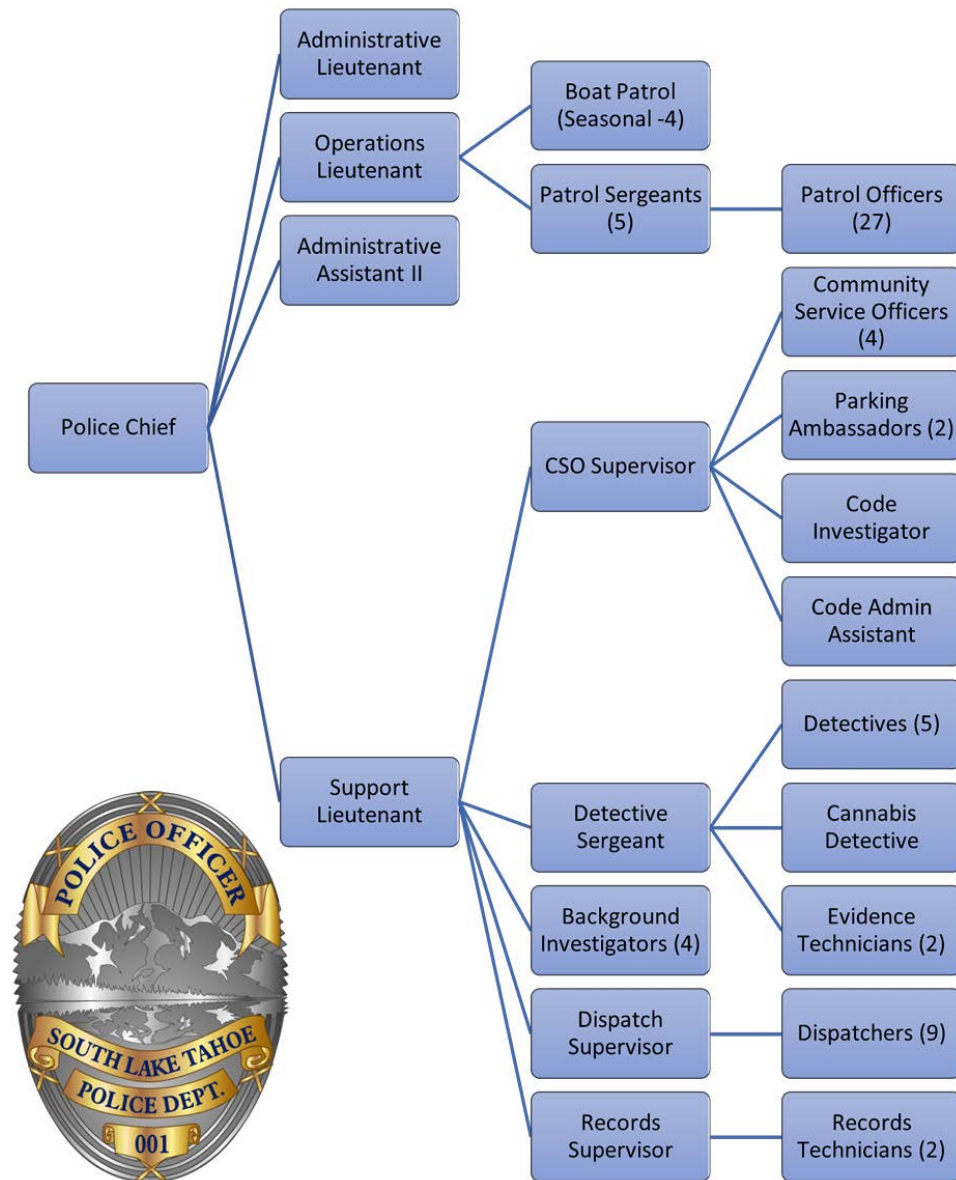 Administrative
Lieutenant
Operations
Lieutenant
Administrative
Assistant II
Boat Patrol
(Seasonal -4)
Patrol Sergeants
(5)
Patrol Officers
(27)
Police Chief
Support
Lieutenant
CSO Supervisor
Community
Service Officers
(4)
Parking
Ambassadors (2)
Code
Investigator
Code Admin
Assistant
Detective
Sergeant
Detectives (5)
Cannabis
Detective
Evidence
Technicians (2)
Background
Investigators (4)
Dispatch
Supervisor
Dispatchers (9)
Records
Supervisor
Records
Technicians (2)
POLICE OFFICER
SOUTH LAKE TAHOE
POLICE DEPT.
001